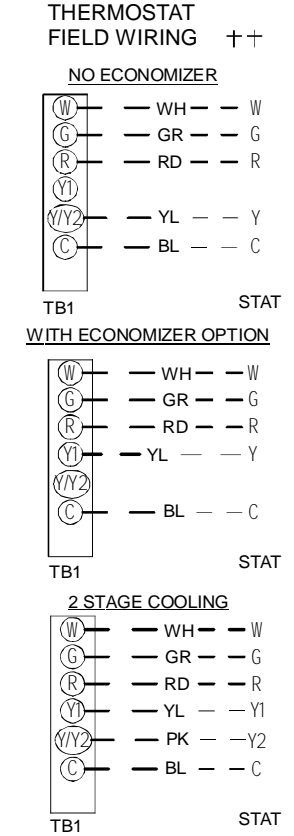 THERMOSTAT
FIELD WIRING ++
NO ECONOMIZER
W WH W
G GR G
R RD R
Y1
Y/Y2 YL Y
C BL C
TB1 STAT
WITH ECONOMIZER OPTION
W WH W
G GR G
R RD R
Y1 YL Y
Y/Y2
C BL C
TB1 STAT
2 STAGE COOLING
W WH W
G GR G
R RD R
Y1 YL Y1
Y/Y2 PK Y2
C BL C
TB1 STAT